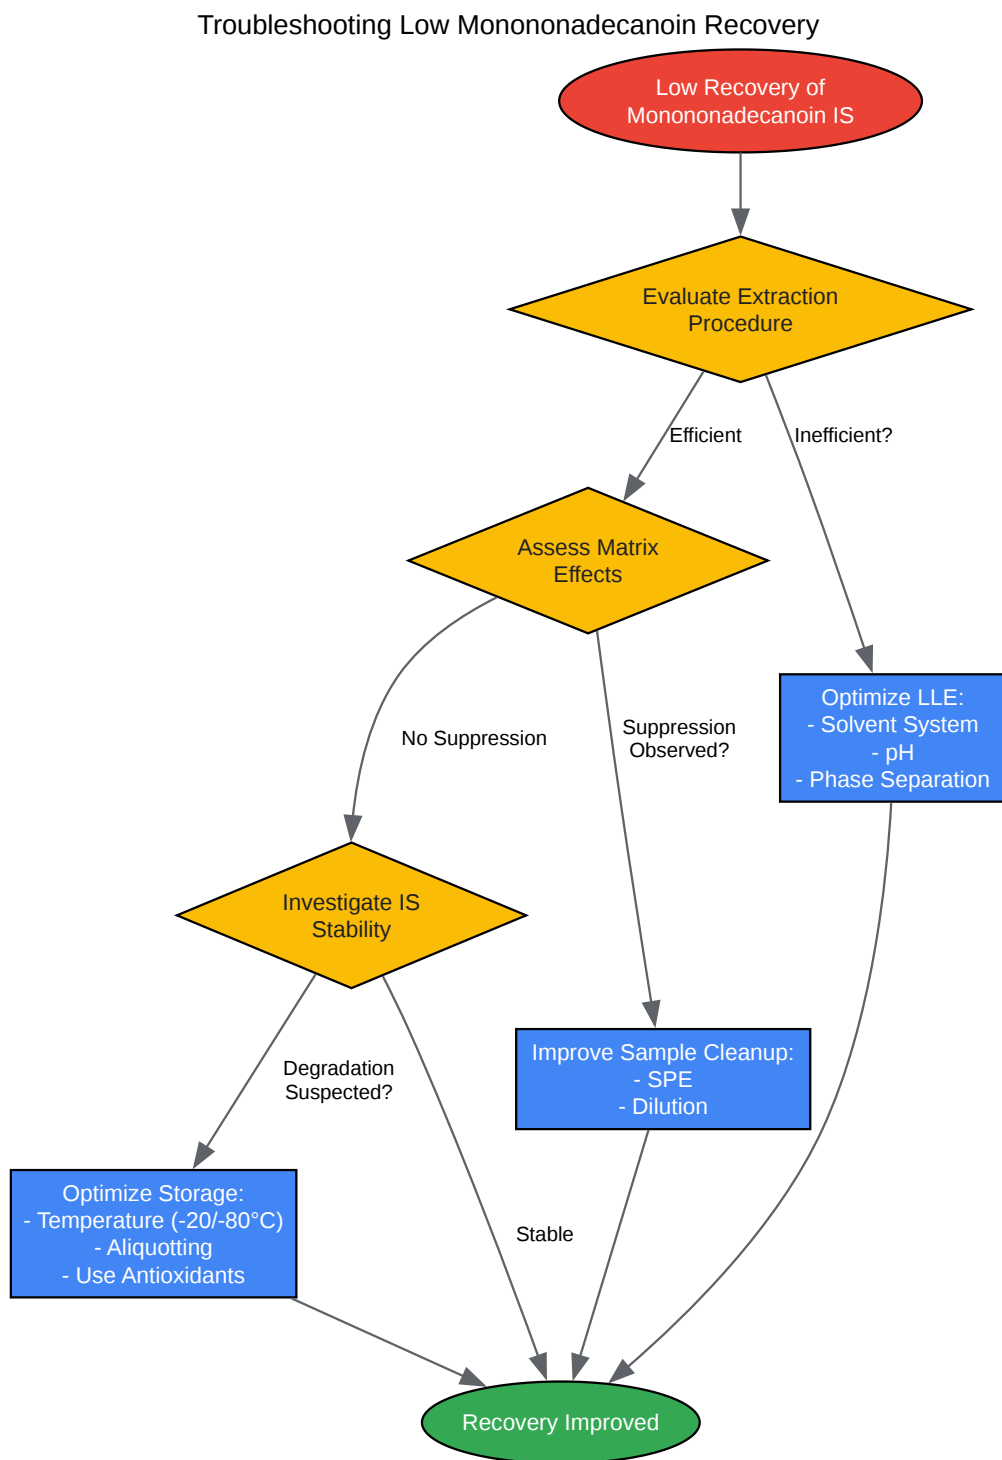 Troubleshooting Low Monononadecanoin Recovery
Low Recovery of
Monononadecanoin IS
Evaluate Extraction
Procedure
Efficient
Inefficient?
Assess Matrix
Effects
Optimize LLE:
- Solvent System
- pH
- Phase Separation
No Suppression
Suppression
Observed?
Investigate IS
Stability
Degradation
Suspected?
Improve Sample Cleanup:
- SPE
- Dilution
Optimize Storage:
- Temperature (-20/-80°C)
- Aliquotting
- Use Antioxidants
Stable
Recovery Improved